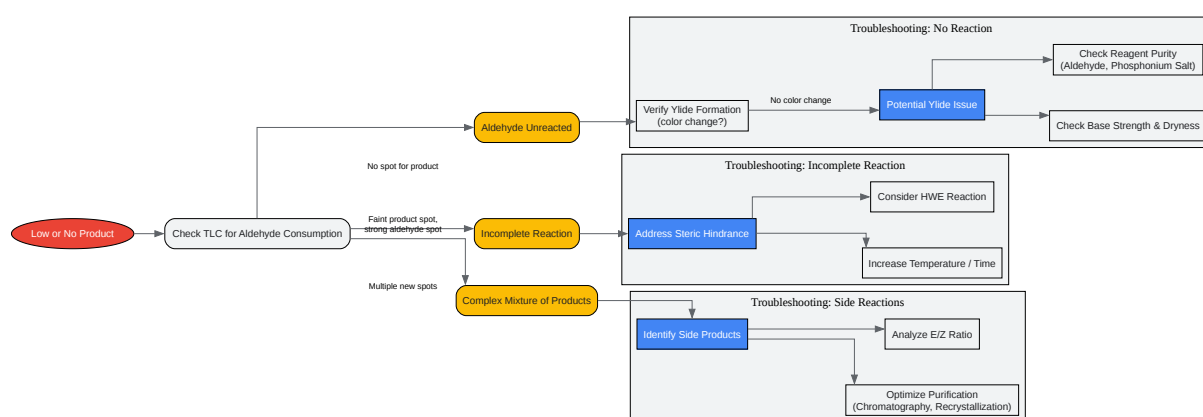 Troubleshooting: No Reaction
Check Reagent Purity
(Aldehyde, Phosphonium Salt)
Verify Ylide Formation
(color change?)
No color change
Potential Ylide Issue
Check Base Strength & Dryness
Aldehyde Unreacted
No spot for product
Troubleshooting: Incomplete Reaction
Consider HWE Reaction
Low or No Product
Check TLC for Aldehyde Consumption
Faint product spot,
strong aldehyde spot
Incomplete Reaction
Address Steric Hindrance
Increase Temperature / Time
Multiple new spots
Complex Mixture of Products
Troubleshooting: Side Reactions
Identify Side Products
Analyze E/Z Ratio
Optimize Purification
(Chromatography, Recrystallization)